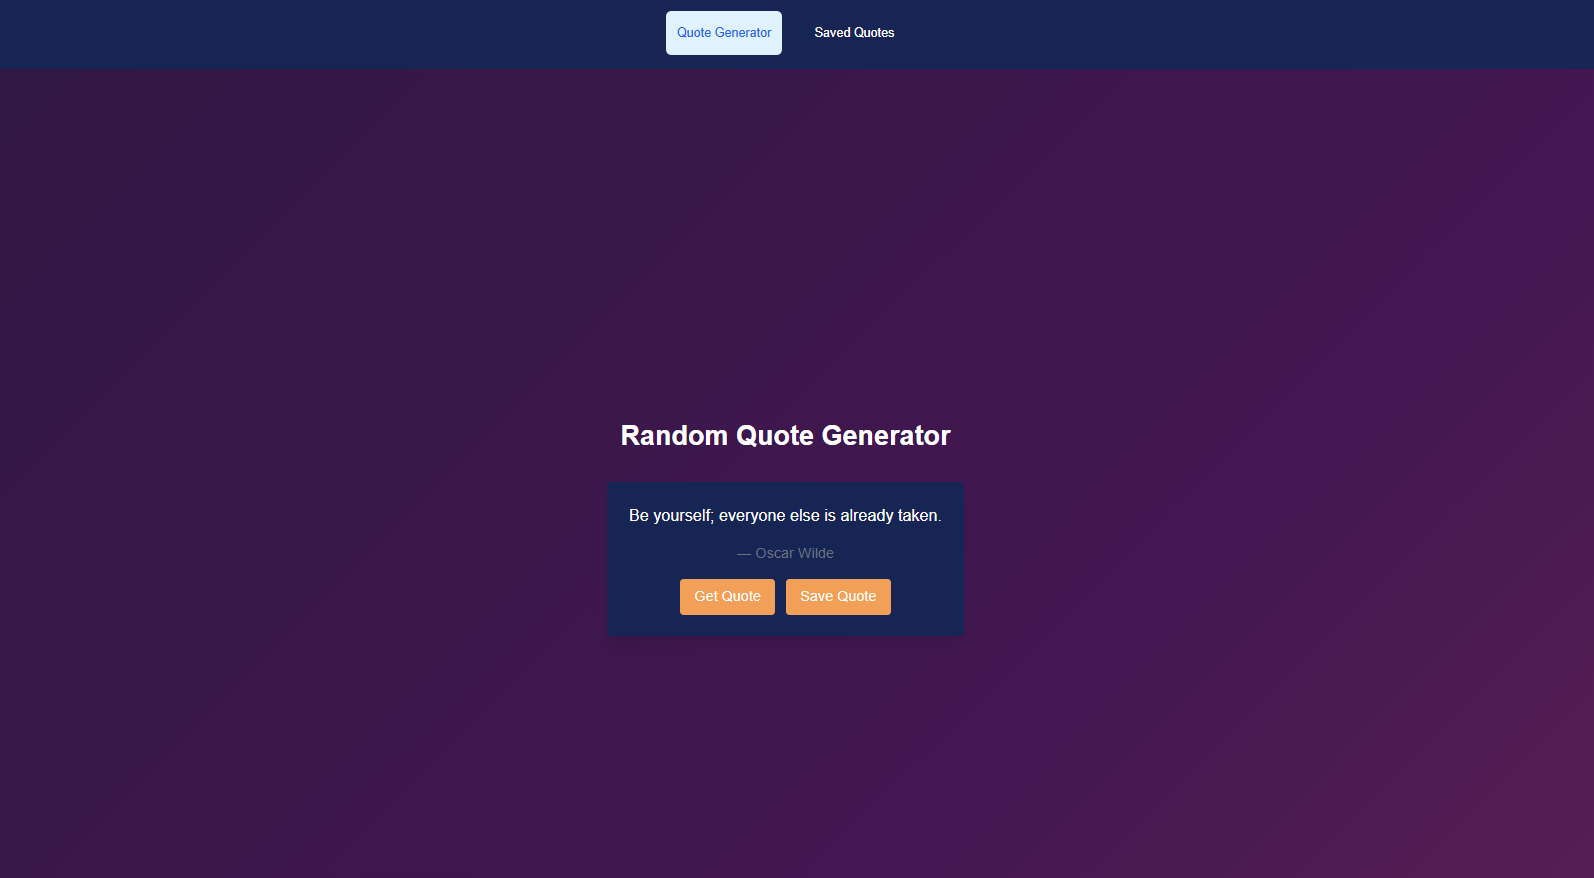 Quote Generator
Saved Quotes
Random Quote Generator
Be yourself; everyone else is already taken.
— Oscar Wilde
Get Quote
Save Quote